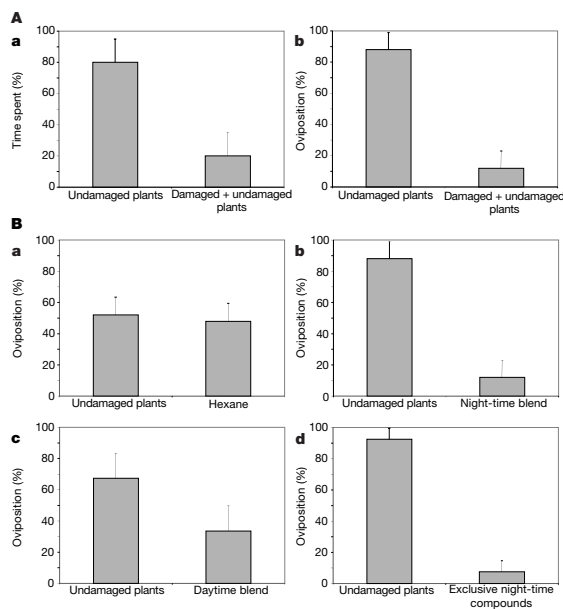 A
a
Time spent (%)
100
80
60
40
20
0
Undamaged plants
Damaged + undamaged
plants
b
Oviposition (%)
100
80
60
40
20
0
Undamaged plants
Damaged + undamaged
plants
B
a
Oviposition (%)
100
80
60
40
20
0
Undamaged plants
Hexane
b
Oviposition (%)
100
80
60
40
20
0
Undamaged plants
Night-time blend
c
Oviposition (%)
100
80
60
40
20
0
Undamaged plants
Daytime blend
d
Oviposition (%)
100
80
60
40
20
0
Undamaged plants
Exclusive night-time
compounds